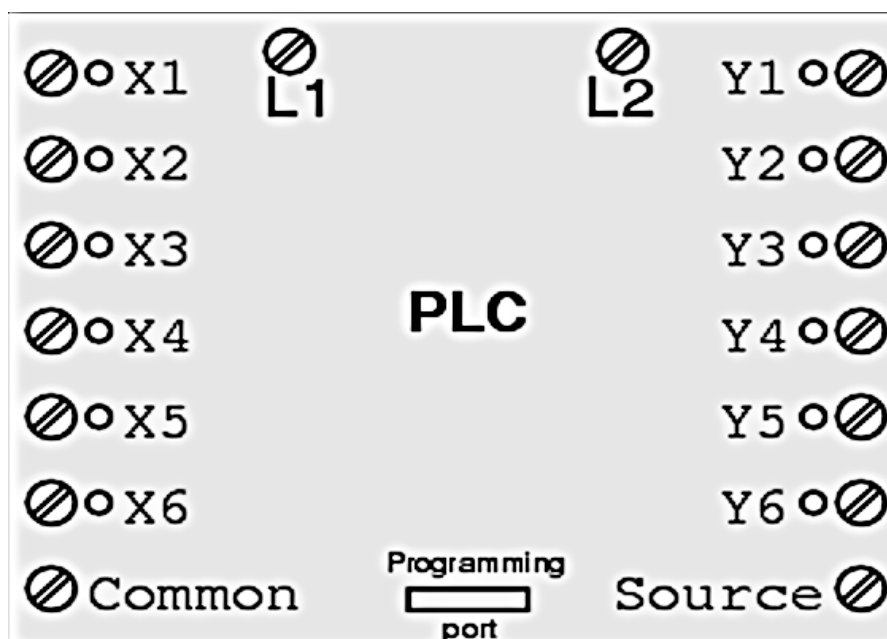 X1 L1 L2 Y1
X2 Y2
X3 Y3
PLC
X4 Y4
X5 Y5
X6 Y6
Programming
Common Source
port